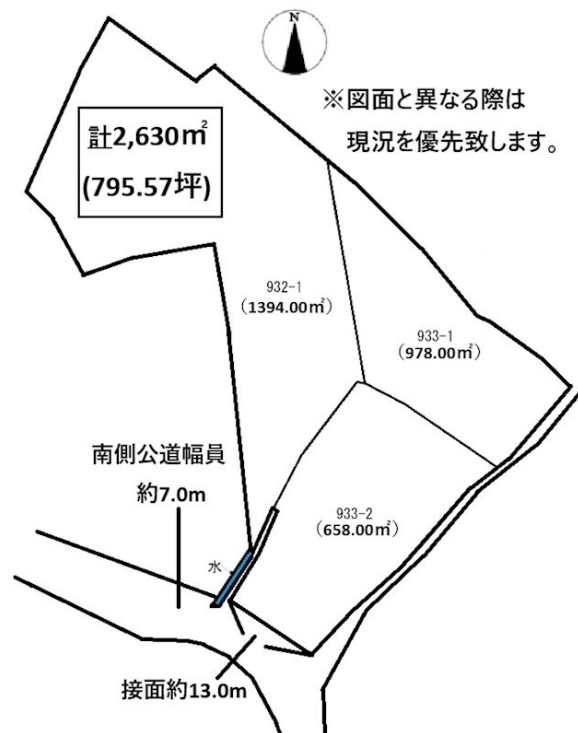 N
※図面と異なる際は
現況を優先致します。
計2,630㎡
(795.57坪)
932-1
(1394.00㎡)
933-1
(978.00㎡)
南側公道幅員
約7.0m
933-2
(658.00㎡)
水
接面約13.0m